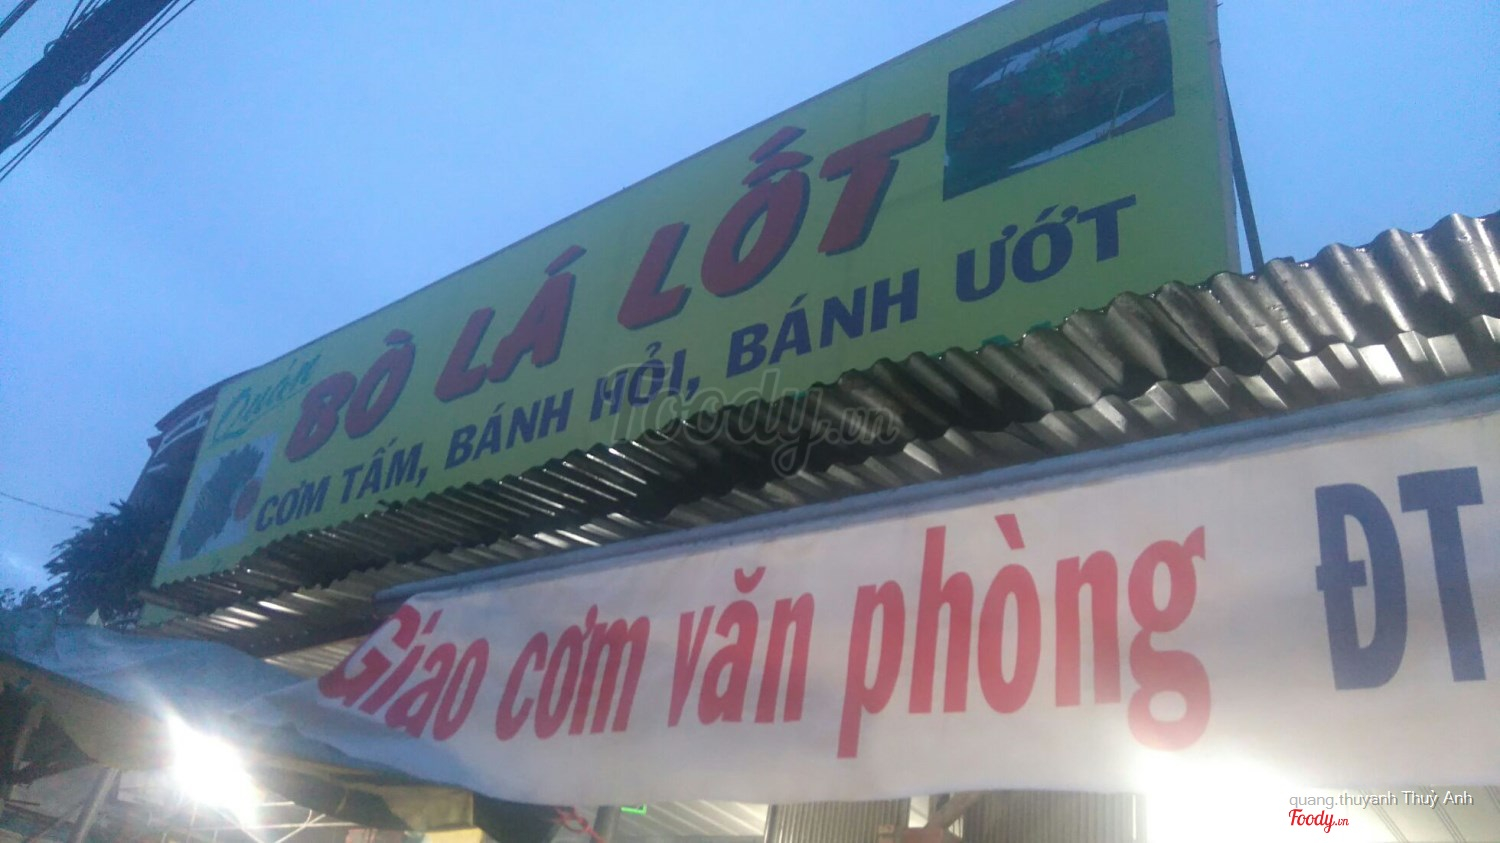 Quán
BÒ LÁ LỐT
CƠM TẤM, BÁNH HỎI, BÁNH ƯỚT
Foody.vn
Giao cơm văn phòng ĐT
quang.thuyanh Thuỳ Anh
Foody.vn